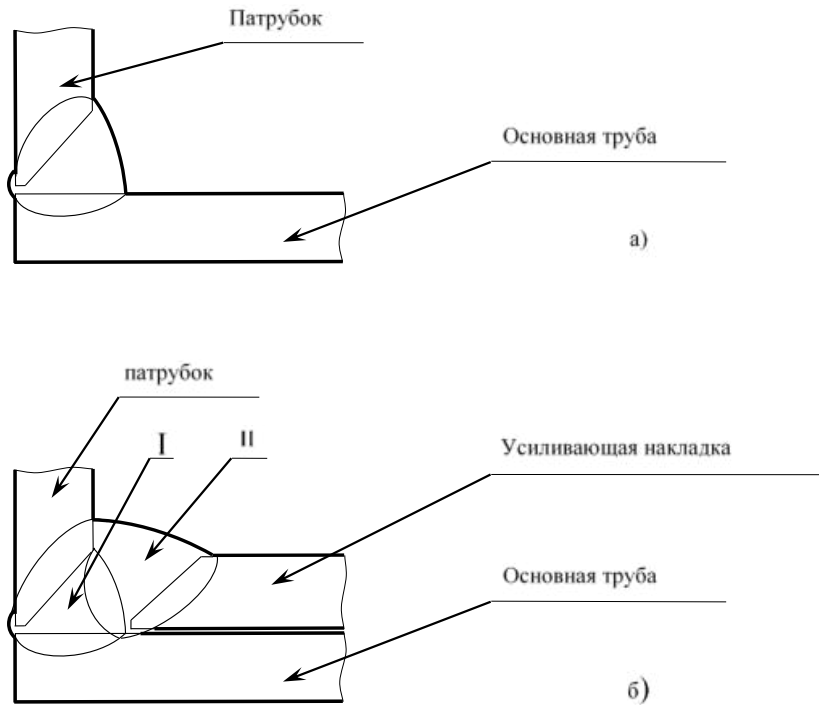 Патрубок
Основная труба
а)
патрубок
I
II
Усиливающая накладка
Основная труба
б)